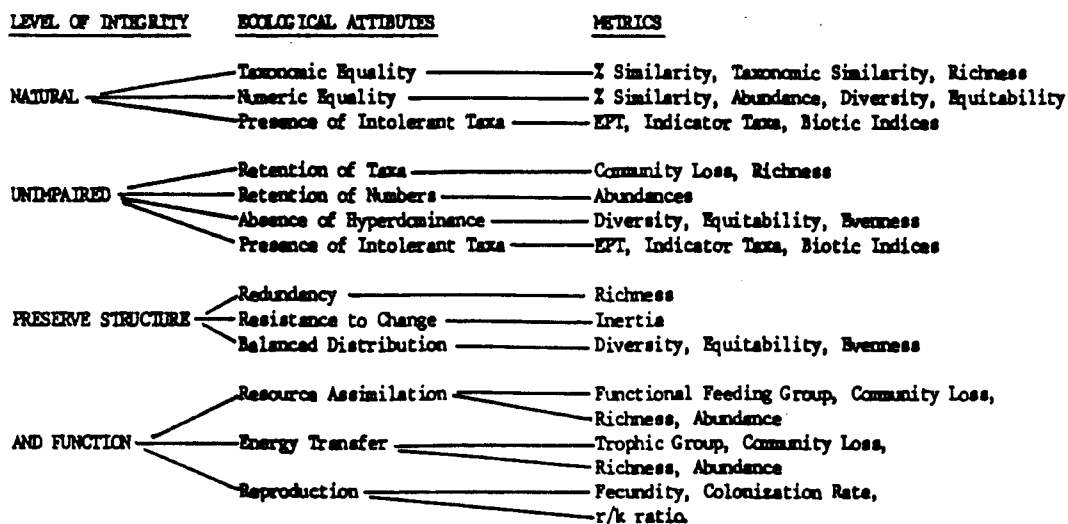 LEVEL OF INTEGRITY ECOLOGICAL ATTIBUTES METRICS
Taxonomic Equality % Similarity, Taxonomic Similarity, Richness
NATURAL Numeric Equality % Similarity, Abundance, Diversity, Equitability
Presence of Intolerant Taxa EPT, Indicator Taxa, Biotic Indices
Retention of Taxa Community Loss, Richness
UNIMPAIRED Retention of Numbers Abundances
Absence of Hyperdominance Diversity, Equitability, Evenness
Presence of Intolerant Taxa EPT, Indicator Taxa, Biotic Indices
Redundancy Richness
PRESERVE STRUCTURE Resistance to Change Inertia
Balanced Distribution Diversity, Equitability, Evenness
Resource Assimilation Functional Feeding Group, Community Loss,
Richness, Abundance
AND FUNCTION Energy Transfer Trophic Group, Community Loss,
Richness, Abundance
Reproduction Fecundity, Colonization Rate,
r/k ratio.